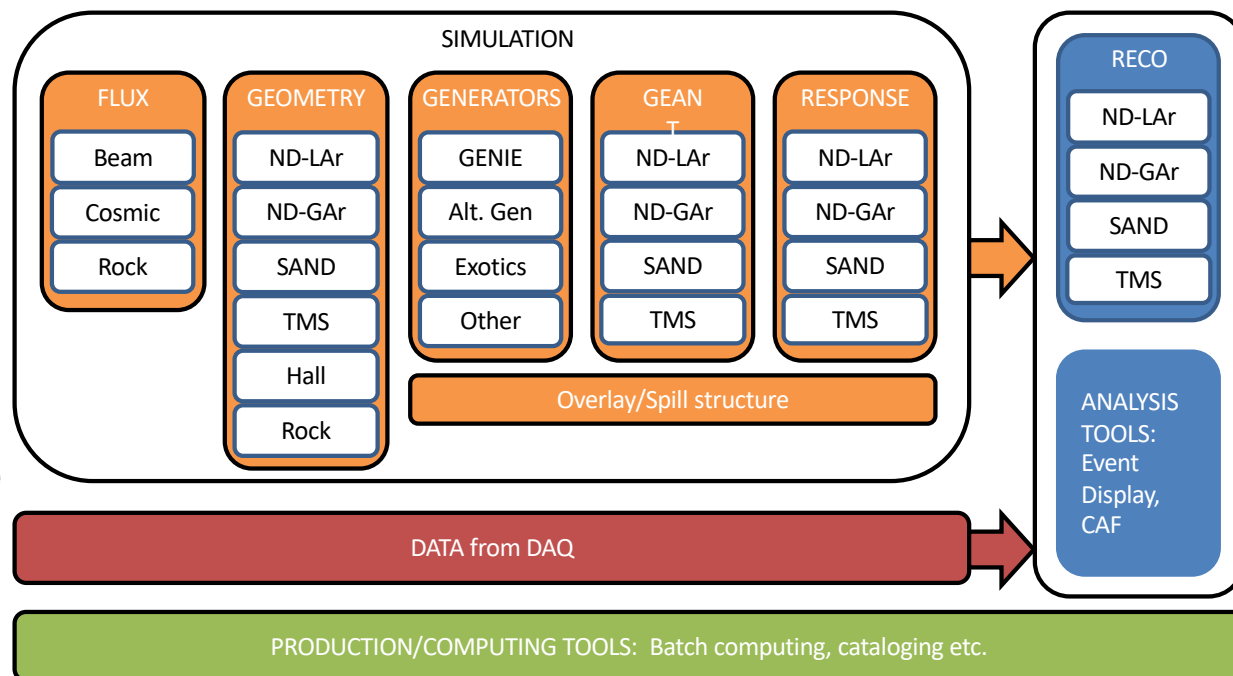 SIMULATION
FLUX
Beam
Cosmic
Rock
GEOMETRY
ND-LAr
ND-GAr
SAND
TMS
Hall
Rock
GENERATORS
GENIE
Alt. Gen
Exotics
Other
GEAN
T
ND-LAr
ND-GAr
SAND
TMS
RESPONSE
ND-LAr
ND-GAr
SAND
TMS
Overlay/Spill structure
RECO
ND-LAr
ND-GAr
SAND
TMS
ANALYSIS
TOOLS:
Event
Display,
CAF
DATA from DAQ
PRODUCTION/COMPUTING TOOLS: Batch computing, cataloging etc.